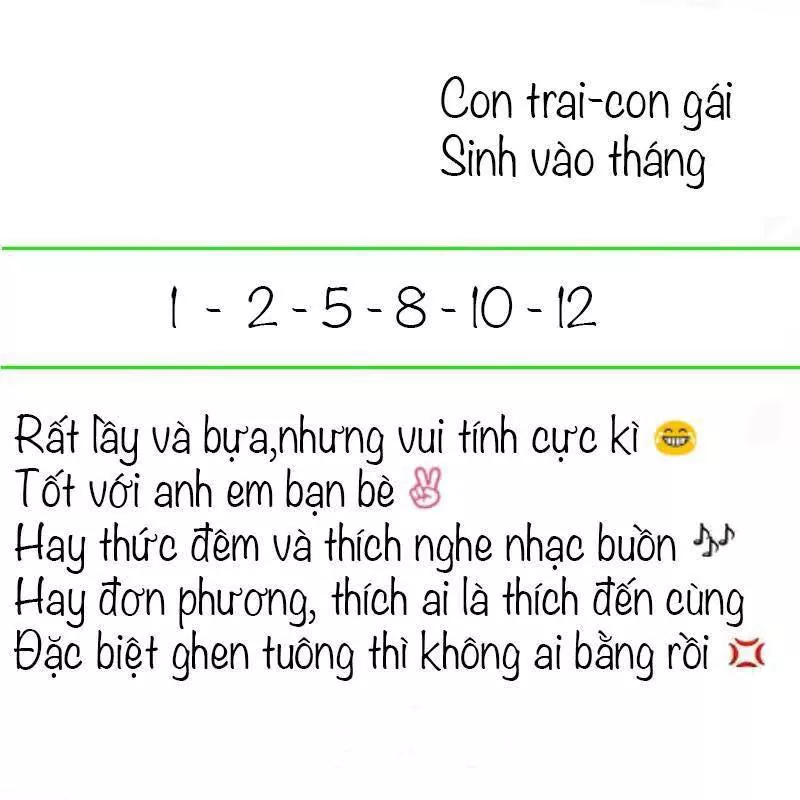 Con trai-con gái
Sinh vào tháng
1 - 2 - 5 - 8 - 10 - 12
Rất lầy và bựa,nhưng vui tính cực kì 😁
Tốt với anh em bạn bè ✌
Hay thức đêm và thích nghe nhạc buồn 🎶
Hay đơn phương, thích ai là thích đến cùng
Đặc biệt ghen tuông thì không ai bằng rồi 💢